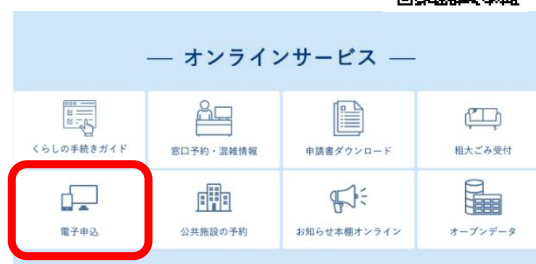 — オンラインサービス —
くらしの手続きガイド
窓口予約・混雑情報
申請書ダウンロード
粗大ごみ受付
電子申込
公共施設の予約
お知らせ本棚オンライン
オープンデータ